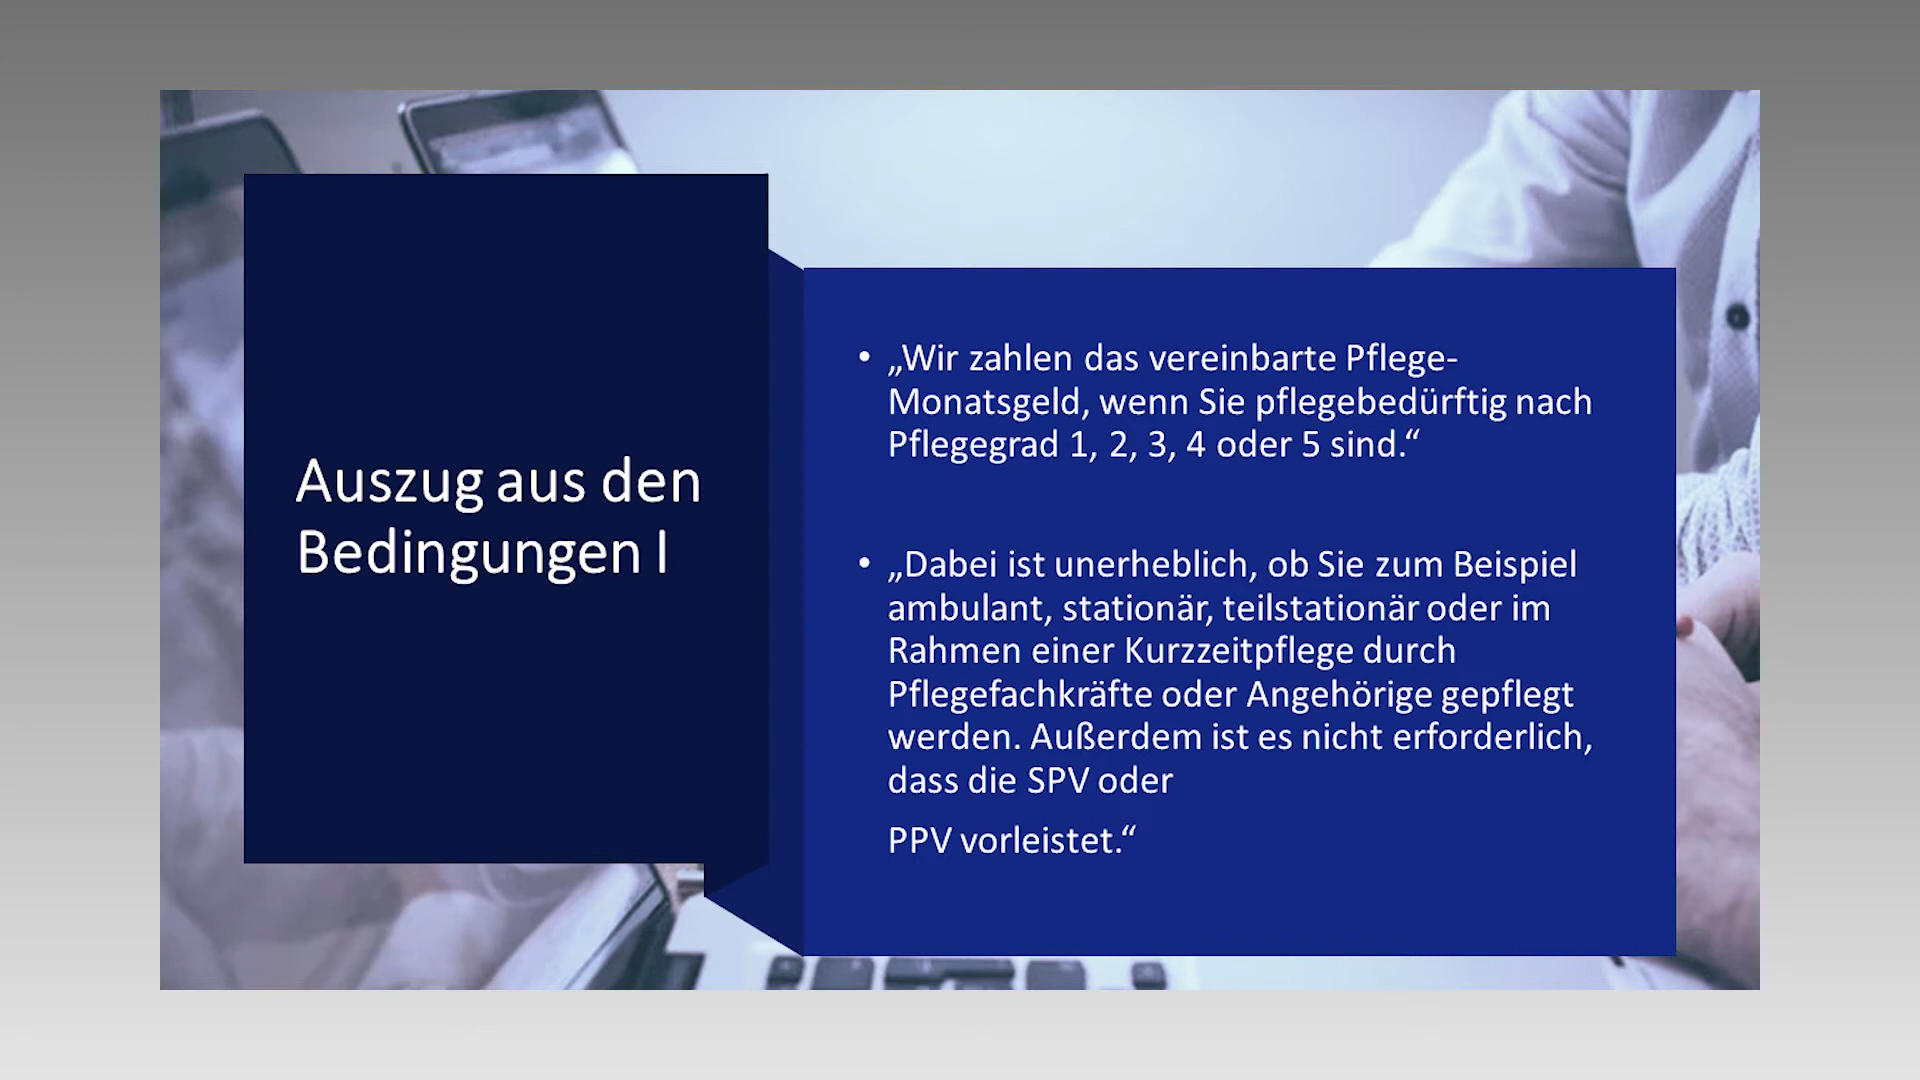 Auszug aus den
Bedingungen I
• „Wir zahlen das vereinbarte Pflege-
Monatsgeld, wenn Sie pflegebedürftig nach
Pflegegrad 1, 2, 3, 4 oder 5 sind.“
• „Dabei ist unerheblich, ob Sie zum Beispiel
ambulant, stationär, teilstationär oder im
Rahmen einer Kurzzeitpflege durch
Pflegefachkräfte oder Angehörige gepflegt
werden. Außerdem ist es nicht erforderlich,
dass die SPV oder
PPV vorleistet.“